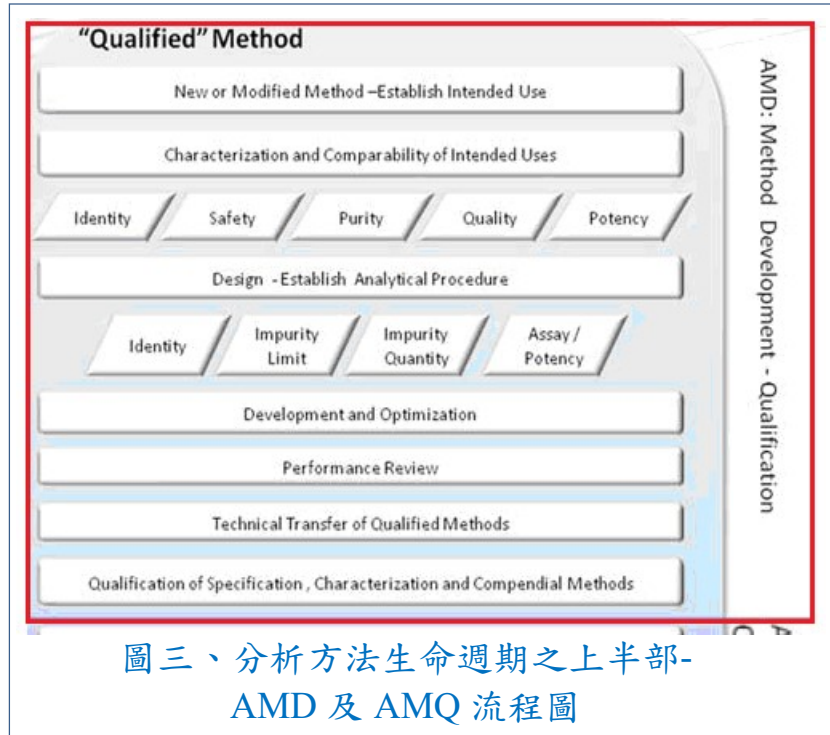 “Qualified” Method
New or Modified Method –Establish Intended Use
Characterization and Comparability of Intended Uses
Identity
Safety
Purity
Quality
Potency
Design - Establish Analytical Procedure
Identity
Impurity
Limit
Impurity
Quantity
Assay /
Potency
Development and Optimization
Performance Review
Technical Transfer of Qualified Methods
Qualification of Specification , Characterization and Compendial Methods
AMD: Method Development - Qualification
圖三、分析方法生命週期之上半部-
AMD 及 AMQ 流程圖